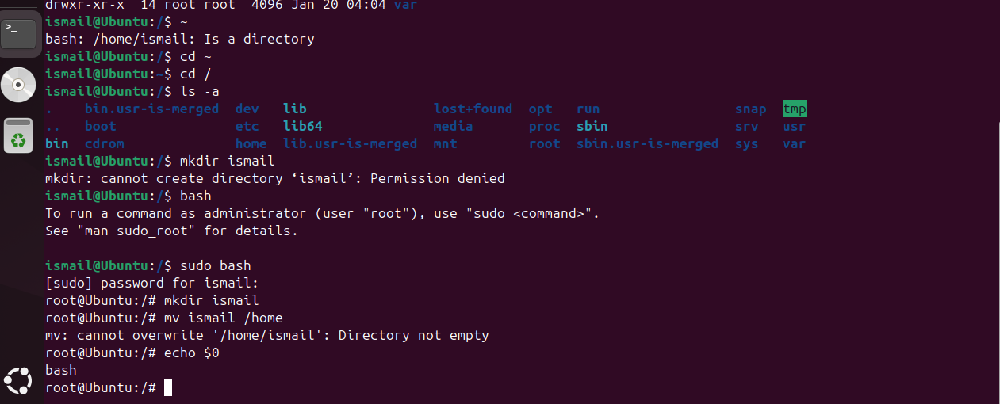 drwxr-xr-x  14 root root  4096 Jan 20 04:04 var
ismail@Ubuntu:/$ ~
bash: /home/ismail: Is a directory
ismail@Ubuntu:/$ cd ~
ismail@Ubuntu:~$ cd /
ismail@Ubuntu:/$ ls -a
.   bin.usr-is-merged  dev   lib                lost+found  opt   run                 snap  tmp
..  boot               etc   lib64              media       proc  sbin                srv   usr
bin  cdrom              home  lib.usr-is-merged  mnt         root  sbin.usr-is-merged  sys   var
ismail@Ubuntu:/$ mkdir ismail
mkdir: cannot create directory ‘ismail’: Permission denied
ismail@Ubuntu:/$ bash
To run a command as administrator (user "root"), use "sudo <command>".
See "man sudo_root" for details.

ismail@Ubuntu:/$ sudo bash
[sudo] password for ismail:
root@Ubuntu:/# mkdir ismail
root@Ubuntu:/# mv ismail /home
mv: cannot overwrite '/home/ismail': Directory not empty
root@Ubuntu:/# echo $0
bash
root@Ubuntu:/#